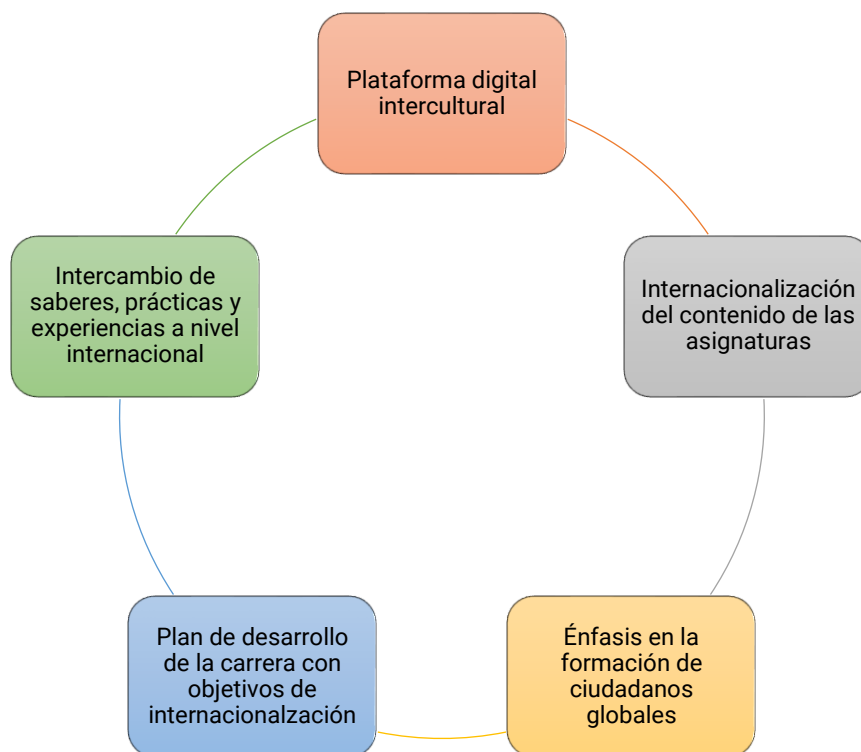 Plataforma digital
intercultural
Internacionalización
del contenido de las
asignaturas
Énfasis en la
formación de
ciudadanos
globales
Plan de desarrollo
de la carrera con
objetivos de
internacionalzación
Intercambio de
saberes, prácticas y
experiencias a nivel
internacional